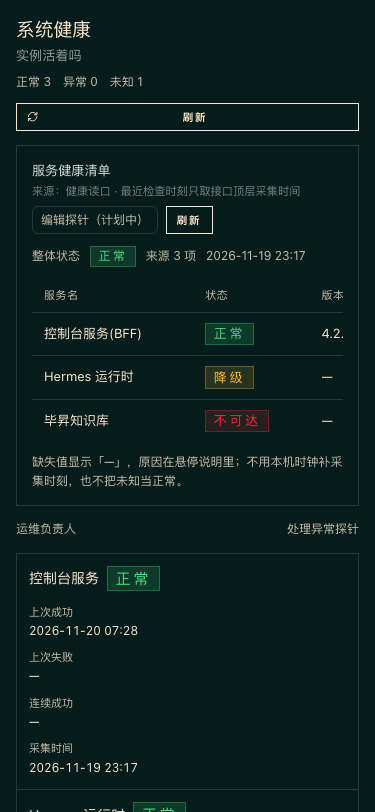 系统健康
实例活着吗
正常 3 异常 0 未知 1
刷新
服务健康清单
来源：健康读口 · 最近检查时刻只取接口顶层采集时间
编辑探针（计划中） 刷新
整体状态 正常 来源 3 项 2026-11-19 23:17
服务名 状态 版本
控制台服务(BFF) 正常 4.2.
Hermes 运行时 降级 —
毕昇知识库 不可达 —
缺失值显示「—」，原因在悬停说明里；不用本机时钟补采
集时刻，也不把未知当正常。
运维负责人 处理异常探针
控制台服务 正常
上次成功
2026-11-20 07:28
上次失败
—
连续成功
—
采集时间
2026-11-19 23:17
Hermes 运行时 正常